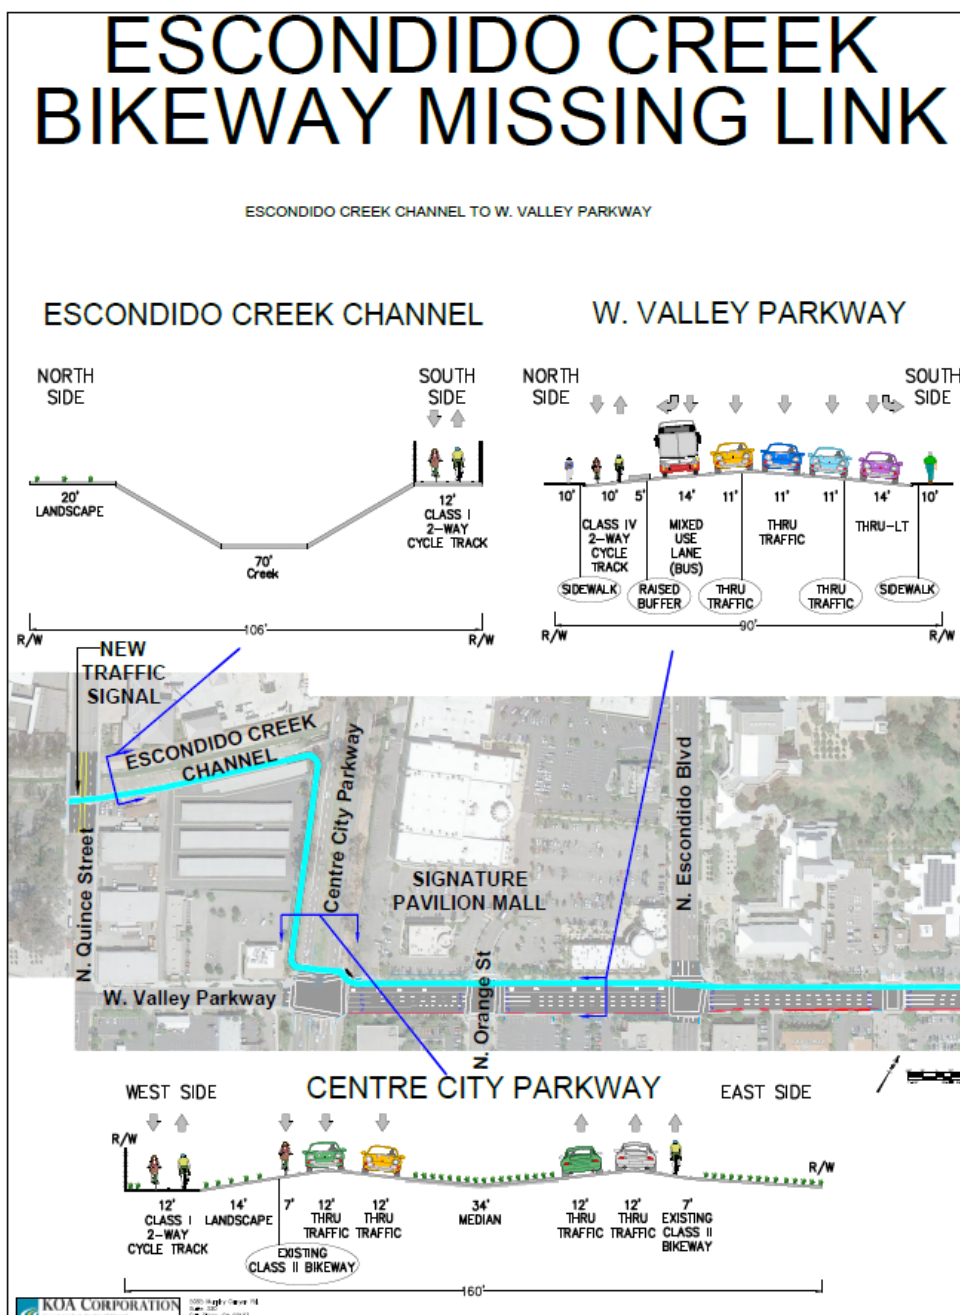 ESCONDIDO CREEK
BIKEWAY MISSING LINK
ESCONDIDO CREEK CHANNEL TO W. VALLEY PARKWAY
ESCONDIDO CREEK CHANNEL
NORTH
SIDE
SOUTH
SIDE
20'
LANDSCAPE
70'
Creek
12'
CLASS I
2-WAY
CYCLE TRACK
R/W
106'
R/W
W. VALLEY PARKWAY
NORTH
SIDE
SOUTH
SIDE
10'
10'
5'
14'
11'
11'
11'
14'
10'
CLASS IV
2-WAY
CYCLE
TRACK
MIXED
USE
LANE
(BUS)
THRU
TRAFFIC
THRU-LT
SIDEWALK
RAISED
BUFFER
THRU
TRAFFIC
THRU
TRAFFIC
SIDEWALK
R/W
90'
R/W
NEW
TRAFFIC
SIGNAL
ESCONDIDO CREEK
CHANNEL
Centre City Parkway
N. Quince Street
SIGNATURE
PAVILION MALL
N. Escondido Blvd
W. Valley Parkway
N. Orange St
CENTRE CITY PARKWAY
WEST SIDE
EAST SIDE
R/W
R/W
12'
CLASS I
2-WAY
CYCLE TRACK
14'
LANDSCAPE
7'
12'
THRU
TRAFFIC
12'
THRU
TRAFFIC
34'
MEDIAN
12'
THRU
TRAFFIC
12'
THRU
TRAFFIC
7'
EXISTING
CLASS II
BIKEWAY
EXISTING
CLASS II BIKEWAY
160'
KOA CORPORATION